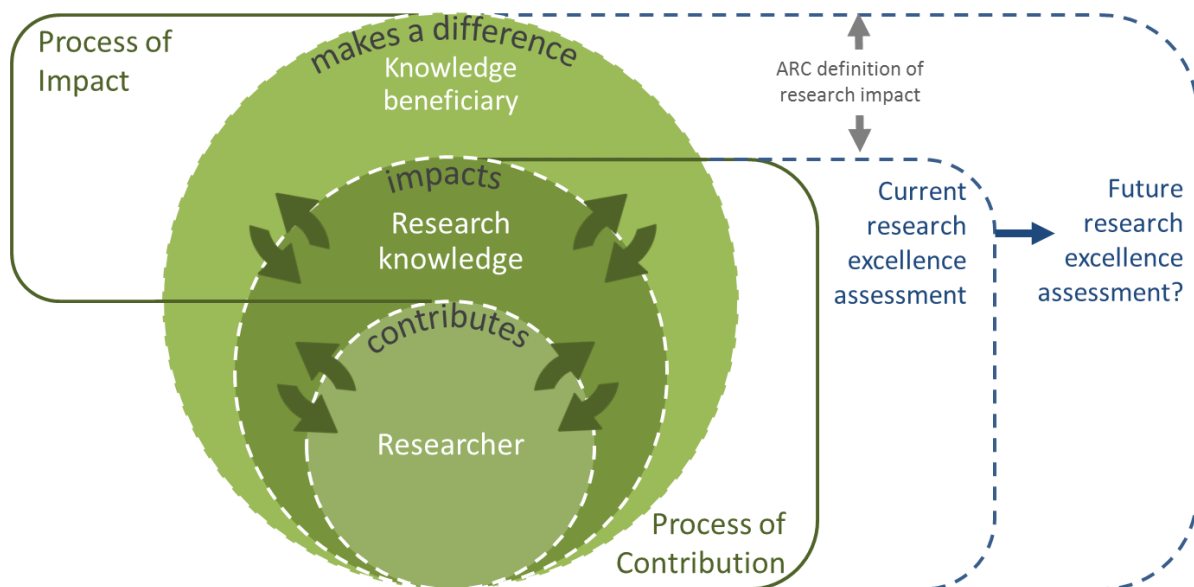 Process of
Impact
makes a difference
Knowledge
beneficiary
ARC definition of
research impact
impacts
Research
knowledge
Current
research
excellence
assessment
Future
research
excellence
assessment?
contributes
Researcher
Process of
Contribution